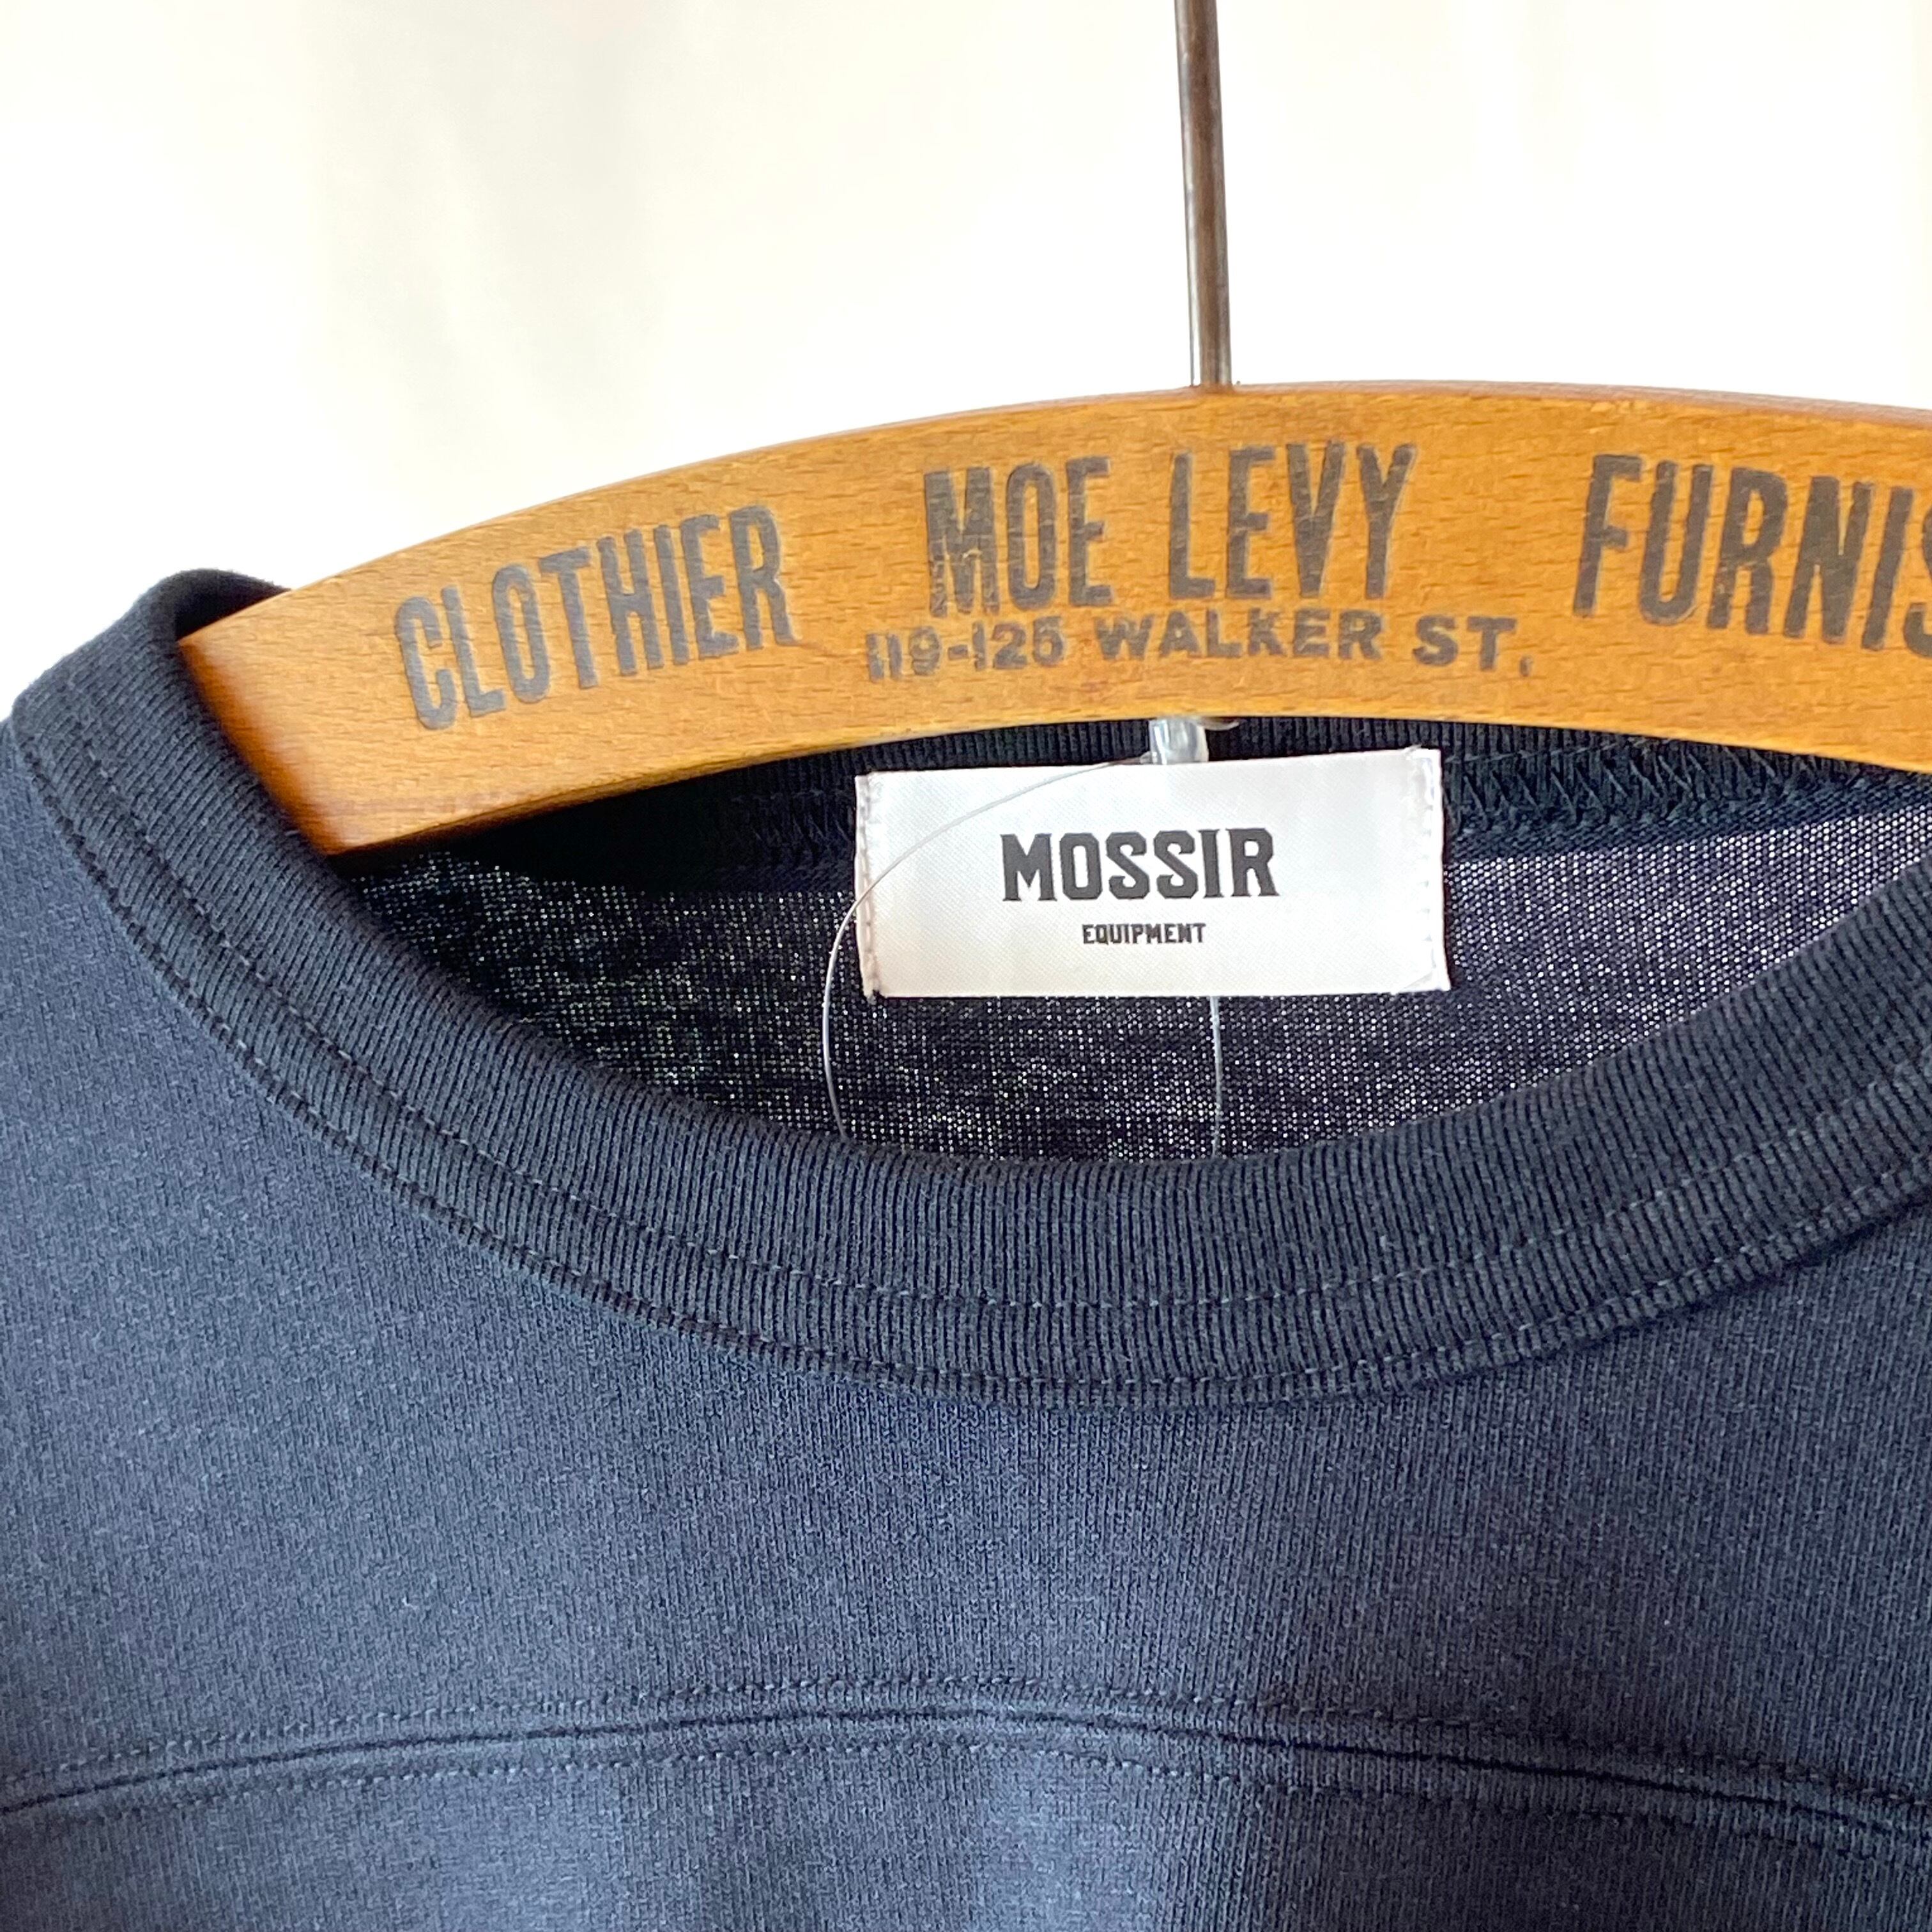 CLOTHIER MOE LEVY FURNIS
119-125 WALKER ST.
MOSSIR
EQUIPMENT